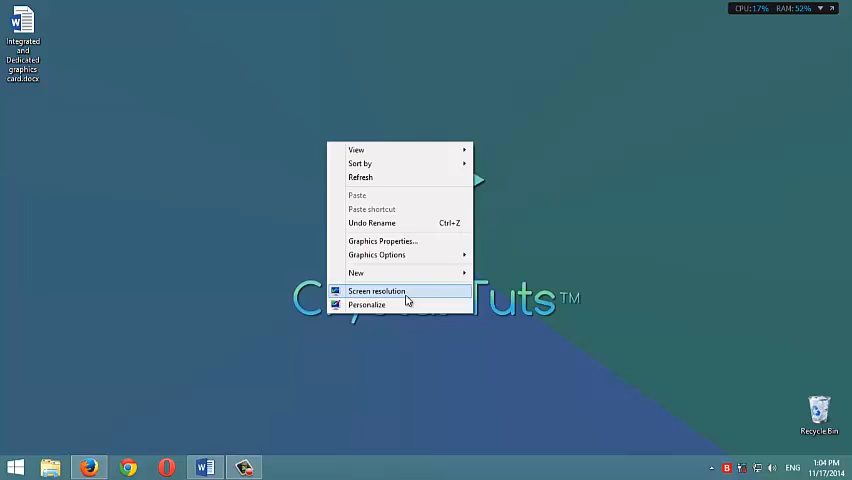 CPU:17% RAM:52%
Integrated
and
Dedicated
graphics
card.docx
View
Sort by
Refresh
Paste
Paste shortcut
Undo Rename Ctrl+Z
Graphics Properties...
Graphics Options
New
Screen resolution
Personalize
Tuts™
Recycle Bin
ENG
1:04 PM
11/17/2014